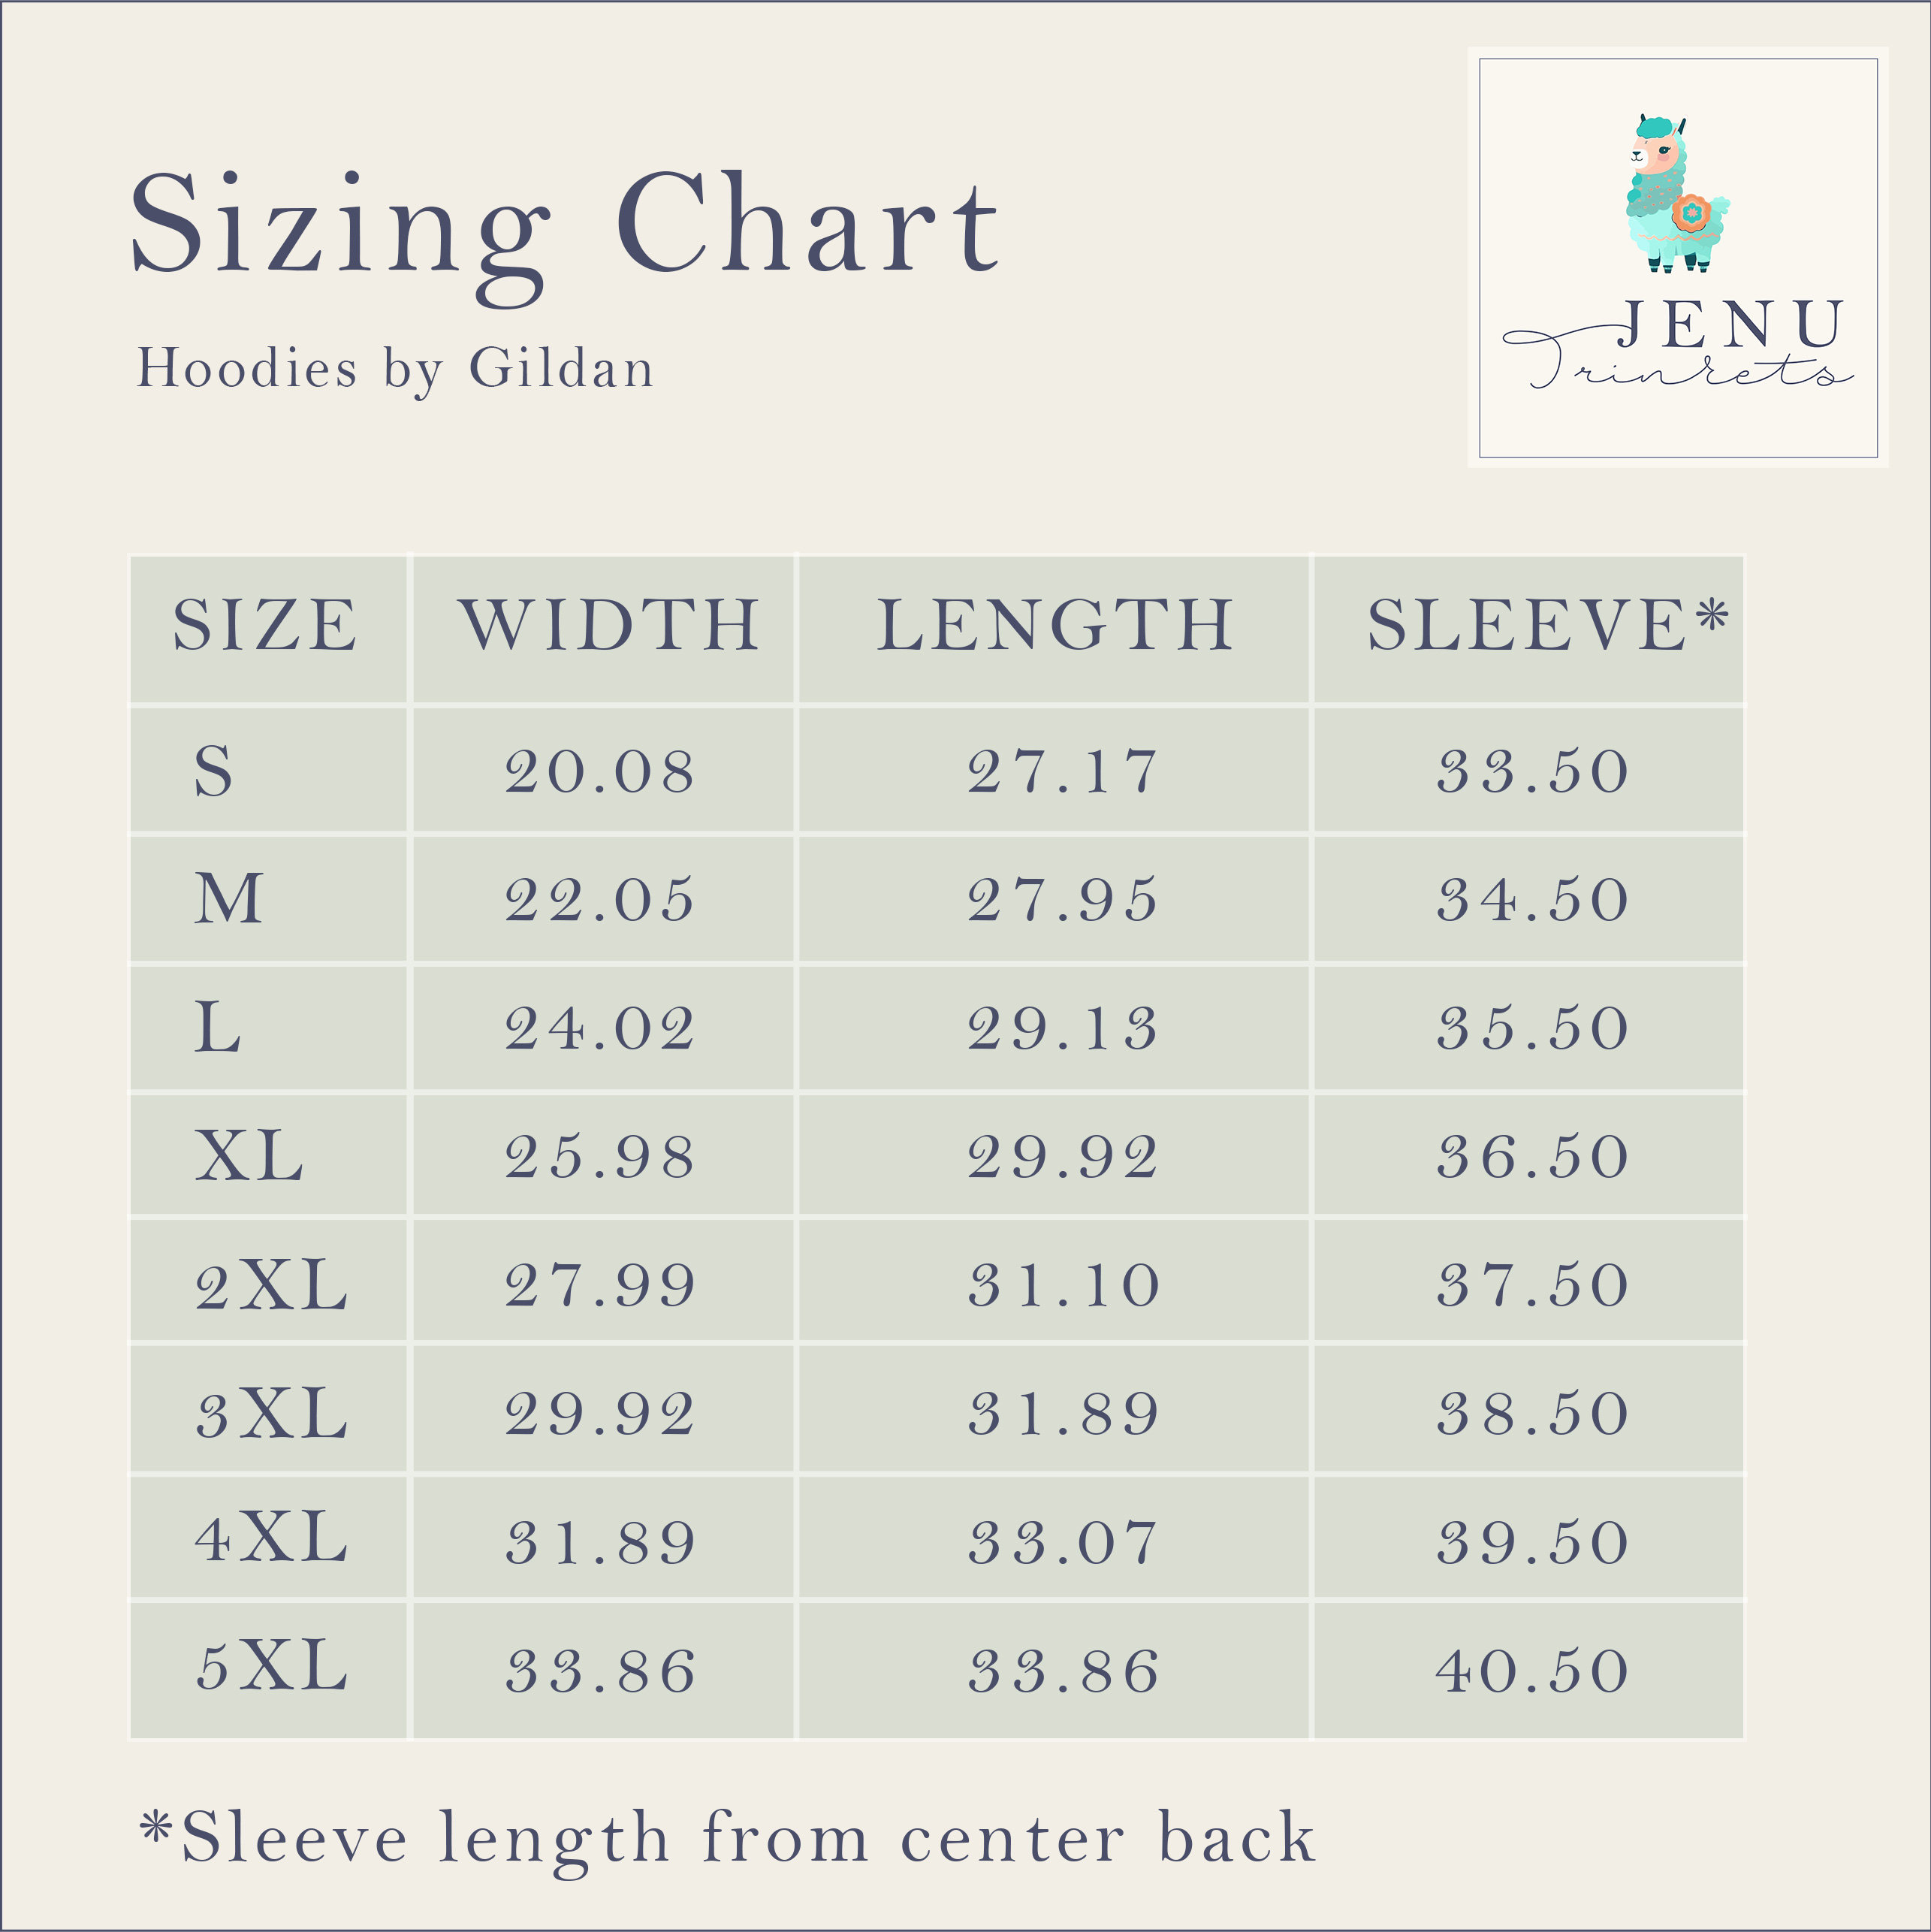 Sizing Chart
Hoodies by Gildan
JENU
Trinkets
SIZE WIDTH LENGTH SLEEVE*
S 20.08 27.17 33.50
M 22.05 27.95 34.50
L 24.02 29.13 35.50
XL 25.98 29.92 36.50
2XL 27.99 31.10 37.50
3XL 29.92 31.89 38.50
4XL 31.89 33.07 39.50
5XL 33.86 33.86 40.50
*Sleeve length from center back